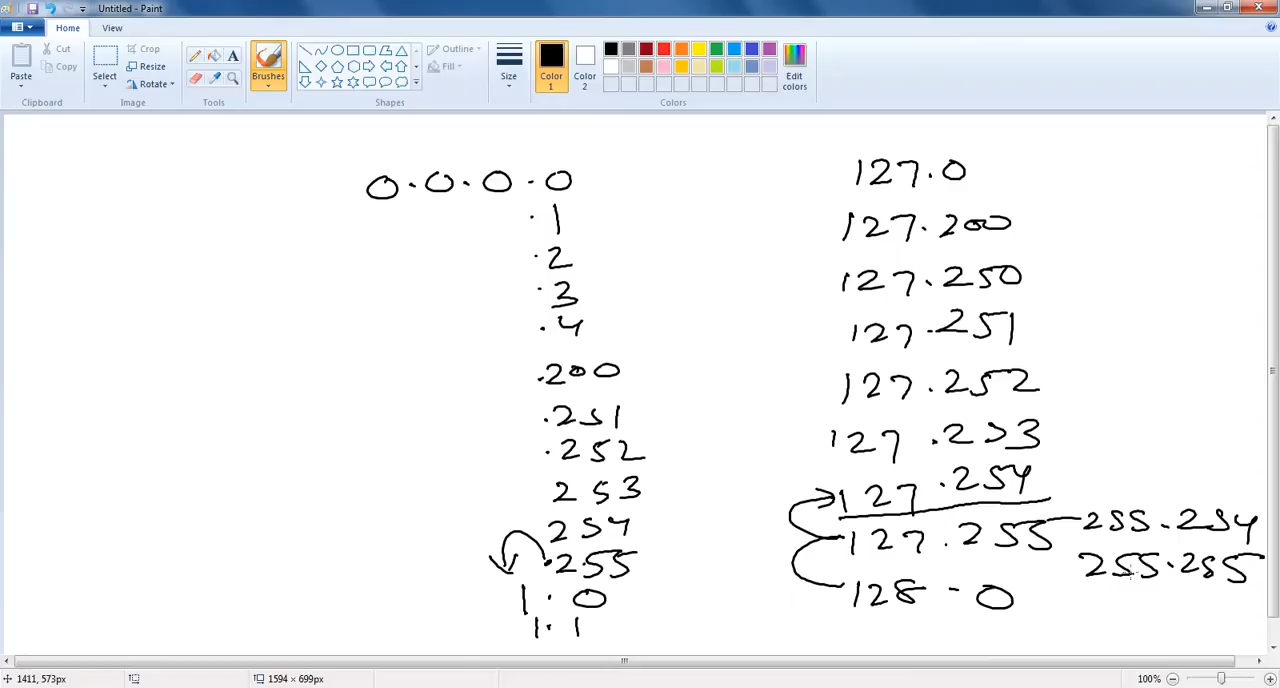 Untitled - Paint
Home View
Paste
Cut
Copy
Clipboard
Select
Crop
Resize
Rotate
Image
A
Tools
Brushes
Outline
Fill
Shapes
Size
Color 1
Color 2
Edit colors
Colors
0.0.0.0
.1
.2
.3
.4
.200
.251
.252
253
254
.255
1.0
1.1
127.0
127.200
127.250
127.251
127.252
127.253
127.254
127.255-255.254
255.255
128-0
1411, 573px
1594 × 699px
100%